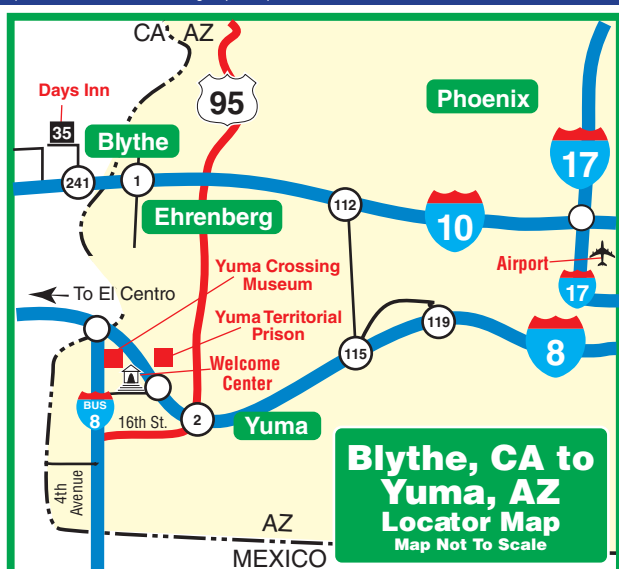 CA AZ
95
Days Inn
35
Blythe
Phoenix
17
241
1
112
10
Ehrenberg
Airport
17
Yuma Crossing
Museum
To El Centro
Yuma Territorial
Prison
119
115
8
Welcome
Center
BUS
8
16th St.
2
Yuma
4th
Avenue
Blythe, CA to
Yuma, AZ
Locator Map
Map Not To Scale
AZ
MEXICO